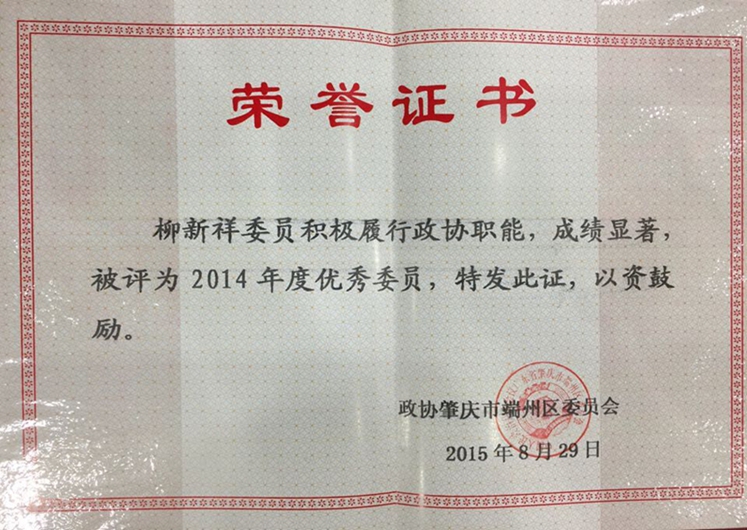 荣誉证书
柳新祥委员积极履行政协职能，成绩显著，
被评为 2014 年度优秀委员，特发此证，以资鼓
励。
政协肇庆市端州区委员会
2015 年 8 月 29 日